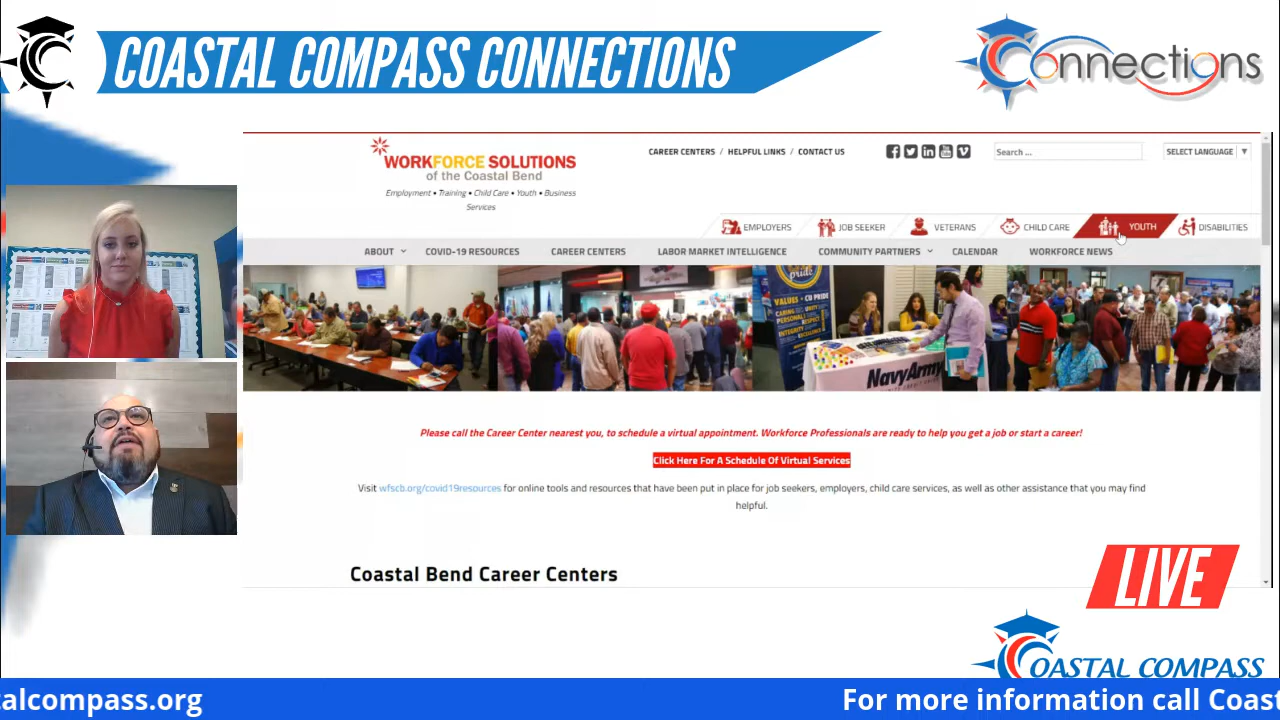 COASTAL COMPASS CONNECTIONS
Connections
WORKFORCE SOLUTIONS
of the Coastal Bend
Employment • Training • Child Care • Youth • Business
Services
CAREER CENTERS / HELPFUL LINKS / CONTACT US
Search ...
SELECT LANGUAGE ▼
EMPLOYERS
JOB SEEKER
VETERANS
CHILD CARE
YOUTH
DISABILITIES
ABOUT
COVID-19 RESOURCES
CAREER CENTERS
LABOR MARKET INTELLIGENCE
COMMUNITY PARTNERS
CALENDAR
WORKFORCE NEWS
pride
VALUES - CU PRIDE
NavyArmy
Please call the Career Center nearest you, to schedule a virtual appointment. Workforce Professionals are ready to help you get a job or start a career!
Click Here For A Schedule Of Virtual Services
Visit wfscb.org/covid19resources for online tools and resources that have been put in place for job seekers, employers, child care services, as well as other assistance that you may find
helpful.
Coastal Bend Career Centers
LIVE
COASTAL COMPASS
talcompass.org
For more information call Coast